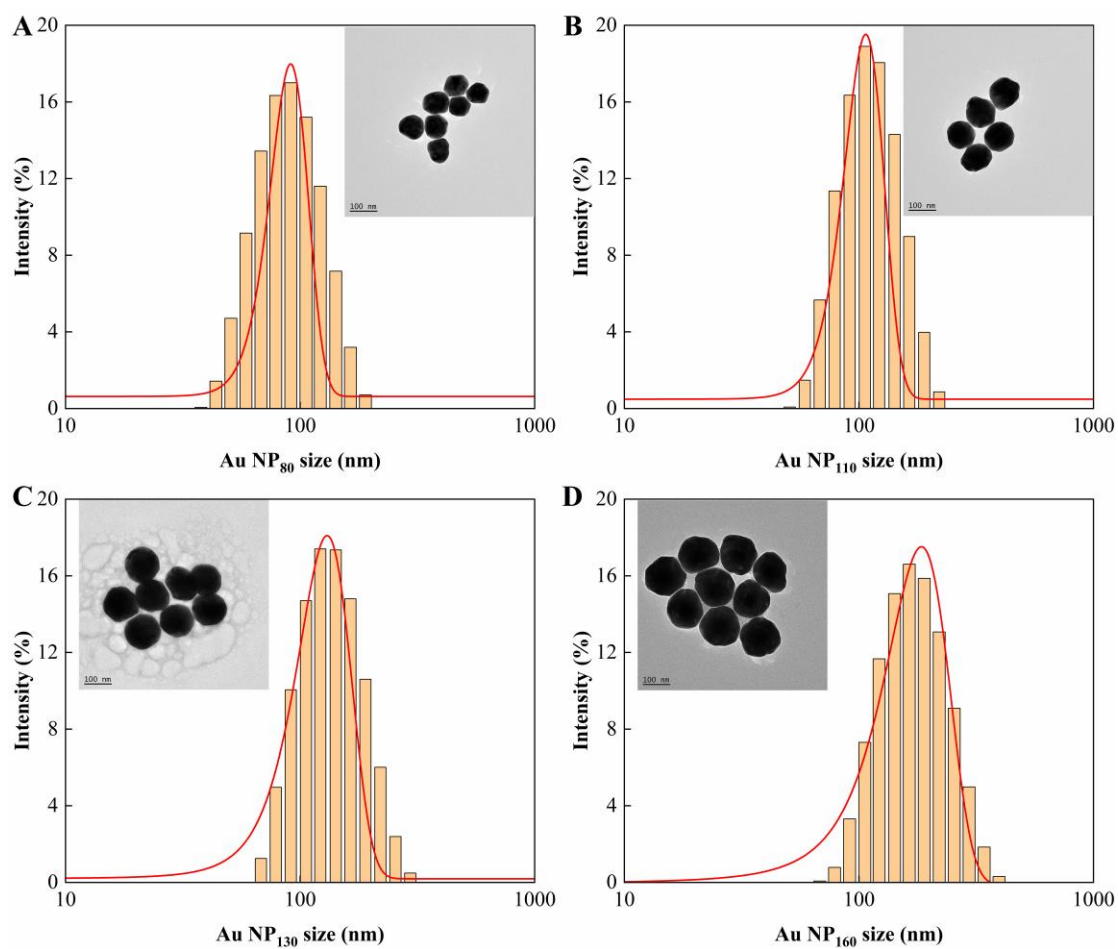 A
20
16
12
8
4
0
Intensity (%)
100 nm
10
100
1000
Au NP₈₀ size (nm)
B
20
16
12
8
4
0
Intensity (%)
100 nm
10
100
1000
Au NP₁₁₀ size (nm)
C
20
16
12
8
4
0
Intensity (%)
100 nm
10
100
1000
Au NP₁₃₀ size (nm)
D
20
16
12
8
4
0
Intensity (%)
100 nm
10
100
1000
Au NP₁₆₀ size (nm)